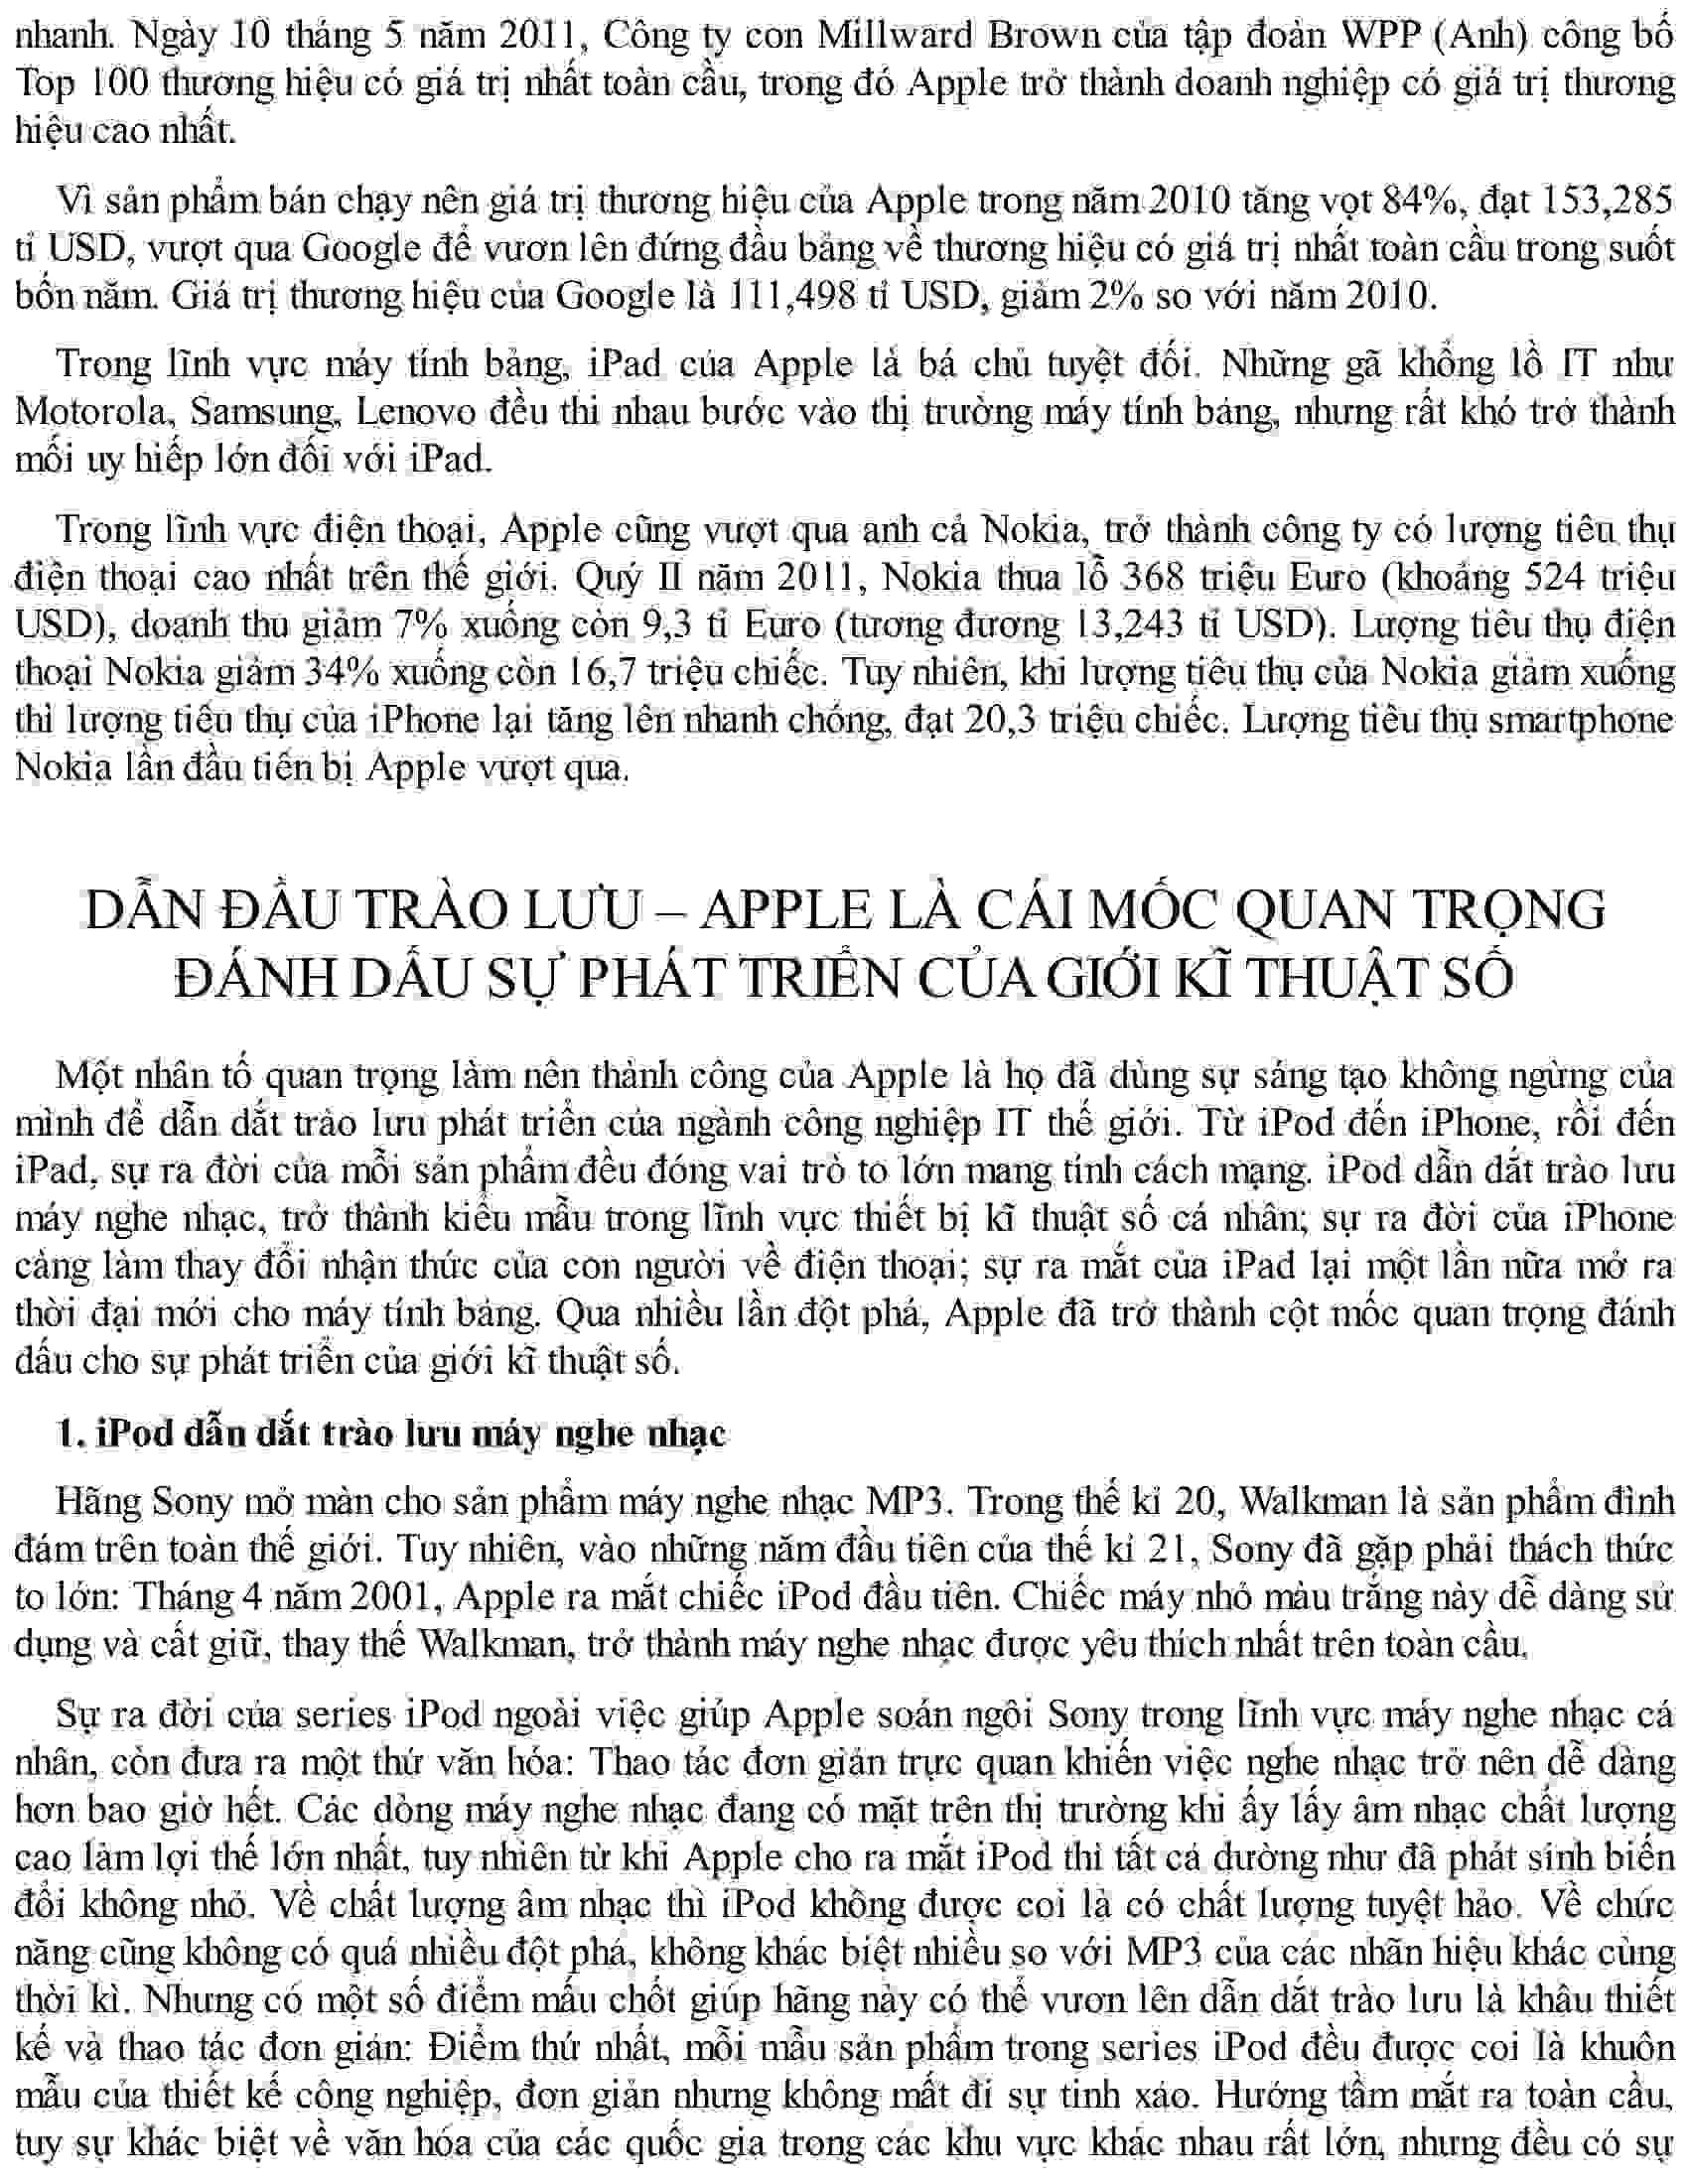 nhanh. Ngày 10 tháng 5 năm 2011, Công ty con Millward Brown của tập đoàn WPP (Anh) công bố
Top 100 thương hiệu có giá trị nhất toàn cầu, trong đó Apple trở thành doanh nghiệp có giá trị thương
hiệu cao nhất.
Vì sản phẩm bán chạy nên giá trị thương hiệu của Apple trong năm 2010 tăng vọt 84%, đạt 153,285
tỉ USD, vượt qua Google để vươn lên đứng đầu bảng về thương hiệu có giá trị nhất toàn cầu trong suốt
bốn năm. Giá trị thương hiệu của Google là 111,498 tỉ USD, giảm 2% so với năm 2010.
Trong lĩnh vực máy tính bảng, iPad của Apple là bá chủ tuyệt đối. Những gã khổng lồ IT như
Motorola, Samsung, Lenovo đều thi nhau bước vào thị trường máy tính bảng, nhưng rất khó trở thành
mối uy hiếp lớn đối với iPad.
Trong lĩnh vực điện thoại, Apple cũng vượt qua anh cả Nokia, trở thành công ty có lượng tiêu thụ
điện thoại cao nhất trên thế giới. Quý II năm 2011, Nokia thua lỗ 368 triệu Euro (khoảng 524 triệu
USD), doanh thu giảm 7% xuống còn 9,3 tỉ Euro (tương đương 13,243 tỉ USD). Lượng tiêu thụ điện
thoại Nokia giảm 34% xuống còn 16,7 triệu chiếc. Tuy nhiên, khi lượng tiêu thụ của Nokia giảm xuống
thì lượng tiêu thụ của iPhone lại tăng lên nhanh chóng, đạt 20,3 triệu chiếc. Lượng tiêu thụ smartphone
Nokia lần đầu tiên bị Apple vượt qua.
DẪN ĐẦU TRÀO LƯU – APPLE LÀ CÁI MỐC QUAN TRỌNG
ĐÁNH DẤU SỰ PHÁT TRIỂN CỦA GIỚI KĨ THUẬT SỐ
Một nhân tố quan trọng làm nên thành công của Apple là họ đã dùng sự sáng tạo không ngừng của
mình để dẫn dắt trào lưu phát triển của ngành công nghiệp IT thế giới. Từ iPod đến iPhone, rồi đến
iPad, sự ra đời của mỗi sản phẩm đều đóng vai trò to lớn mang tính cách mạng. iPod dẫn dắt trào lưu
máy nghe nhạc, trở thành kiểu mẫu trong lĩnh vực thiết bị kĩ thuật số cá nhân; sự ra đời của iPhone
càng làm thay đổi nhận thức của con người về điện thoại; sự ra mắt của iPad lại một lần nữa mở ra
thời đại mới cho máy tính bảng. Qua nhiều lần đột phá, Apple đã trở thành cột mốc quan trọng đánh
dấu cho sự phát triển của giới kĩ thuật số.
1. iPod dẫn dắt trào lưu máy nghe nhạc
Hãng Sony mở màn cho sản phẩm máy nghe nhạc MP3. Trong thế kỉ 20, Walkman là sản phẩm đình
đám trên toàn thế giới. Tuy nhiên, vào những năm đầu tiên của thế kỉ 21, Sony đã gặp phải thách thức
to lớn: Tháng 4 năm 2001, Apple ra mắt chiếc iPod đầu tiên. Chiếc máy nhỏ màu trắng này dễ dàng sử
dụng và cất giữ, thay thế Walkman, trở thành máy nghe nhạc được yêu thích nhất trên toàn cầu.
Sự ra đời của series iPod ngoài việc giúp Apple soán ngôi Sony trong lĩnh vực máy nghe nhạc cá
nhân, còn đưa ra một thứ văn hóa: Thao tác đơn giản trực quan khiến việc nghe nhạc trở nên dễ dàng
hơn bao giờ hết. Các dòng máy nghe nhạc đang có mặt trên thị trường khi ấy lấy âm nhạc chất lượng
cao làm lợi thế lớn nhất, tuy nhiên từ khi Apple cho ra mắt iPod thì tất cả dường như đã phát sinh biến
đổi không nhỏ. Về chất lượng âm nhạc thì iPod không được coi là có chất lượng tuyệt hảo. Về chức
năng cũng không có quá nhiều đột phá, không khác biệt nhiều so với MP3 của các nhãn hiệu khác cùng
thời kì. Nhưng có một số điểm mấu chốt giúp hãng này có thể vươn lên dẫn dắt trào lưu là khâu thiết
kế và thao tác đơn giản: Điểm thứ nhất, mỗi mẫu sản phẩm trong series iPod đều được coi là khuôn
mẫu của thiết kế công nghiệp, đơn giản nhưng không mất đi sự tinh xảo. Hướng tầm mắt ra toàn cầu,
tuy sự khác biệt về văn hóa của các quốc gia trong các khu vực khác nhau rất lớn, nhưng đều có sự